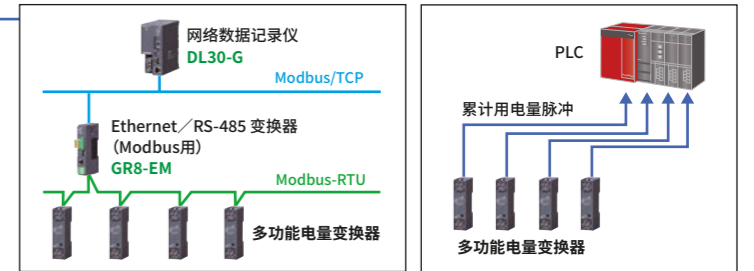 网络数据记录仪
DL30-G
Modbus/TCP
Ethernet／RS-485 变换器
（Modbus用）
GR8-EM
Modbus-RTU
多功能电量变换器
PLC
累计用电量脉冲
多功能电量变换器